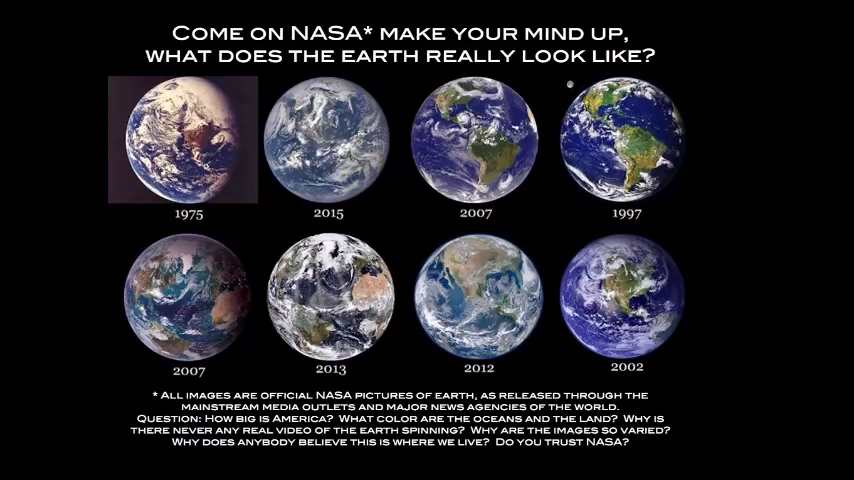 Come on NASA* make your mind up,
what does the earth really look like?
1975
2015
2007
1997
2007
2013
2012
2002
* All images are official NASA pictures of earth, as released through the
mainstream media outlets and major news agencies of the world.
Question: How big is America? What color are the oceans and the land? Why is
there never any real video of the earth spinning? Why are the images so varied?
Why does anybody believe this is where we live? Do you trust NASA?